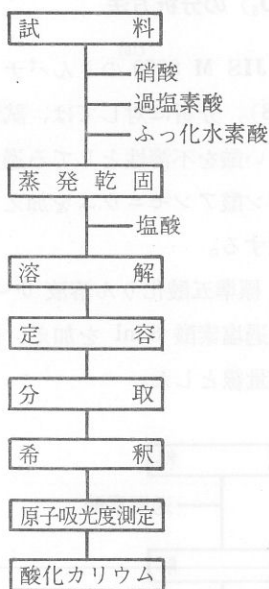 試料
硝酸
過塩素酸
ふっ化水素酸
蒸発乾固
塩酸
溶解
定容
分取
希釈
原子吸光度測定
酸化カリウム